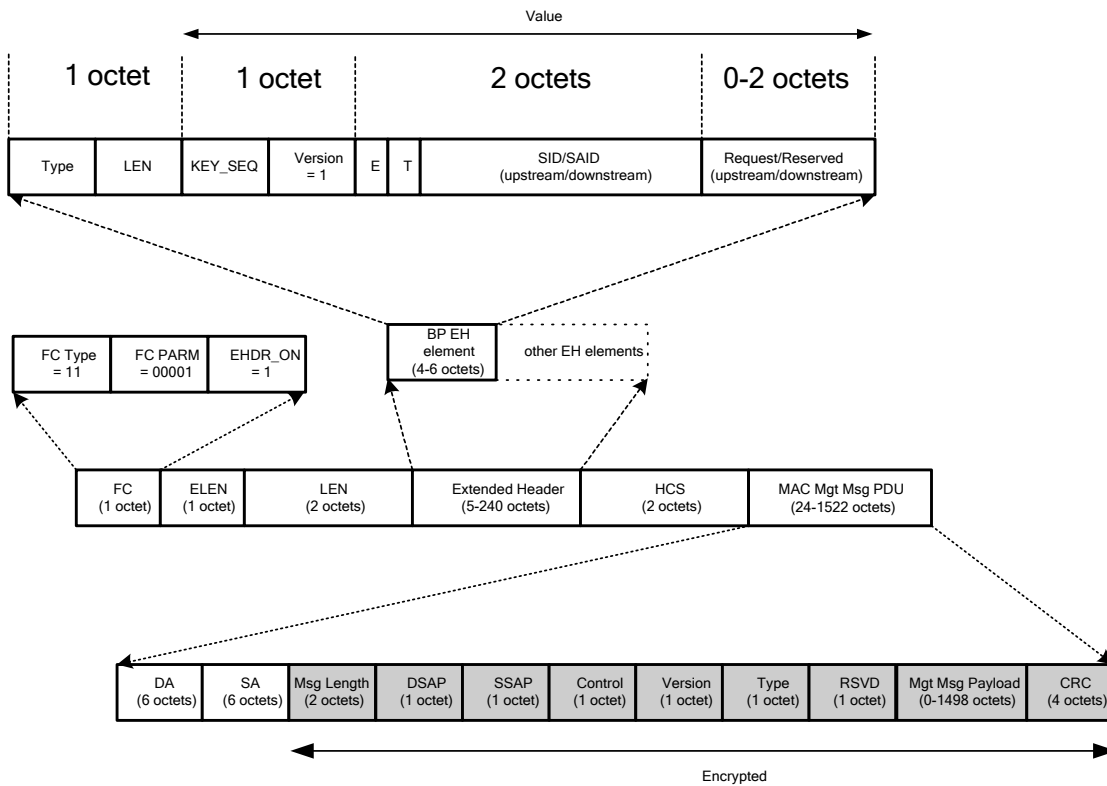 Value
1 octet
1 octet
2 octets
0-2 octets
Type
LEN
KEY_SEQ
Version
= 1
E
T
SID/SAID
(upstream/downstream)
Request/Reserved
(upstream/downstream)
BP EH
element
(4-6 octets)
other EH elements
FC Type
= 11
FC PARM
= 00001
EHDR_ON
= 1
FC
(1 octet)
ELEN
(1 octet)
LEN
(2 octets)
Extended Header
(5-240 octets)
HCS
(2 octets)
MAC Mgt Msg PDU
(24-1522 octets)
DA
(6 octets)
SA
(6 octets)
Msg Length
(2 octets)
DSAP
(1 octet)
SSAP
(1 octet)
Control
(1 octet)
Version
(1 octet)
Type
(1 octet)
RSVD
(1 octet)
Mgt Msg Payload
(0-1498 octets)
CRC
(4 octets)
Encrypted